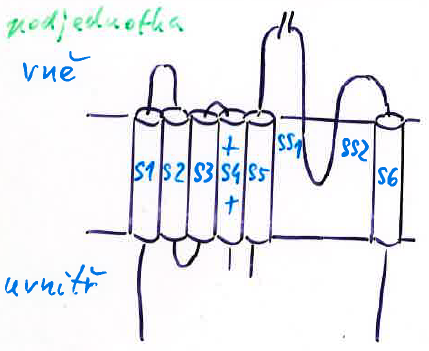 podjednotka
vně
S1 S2 S3 + S4 + S5 SS1 SS2 S6
uvnitř